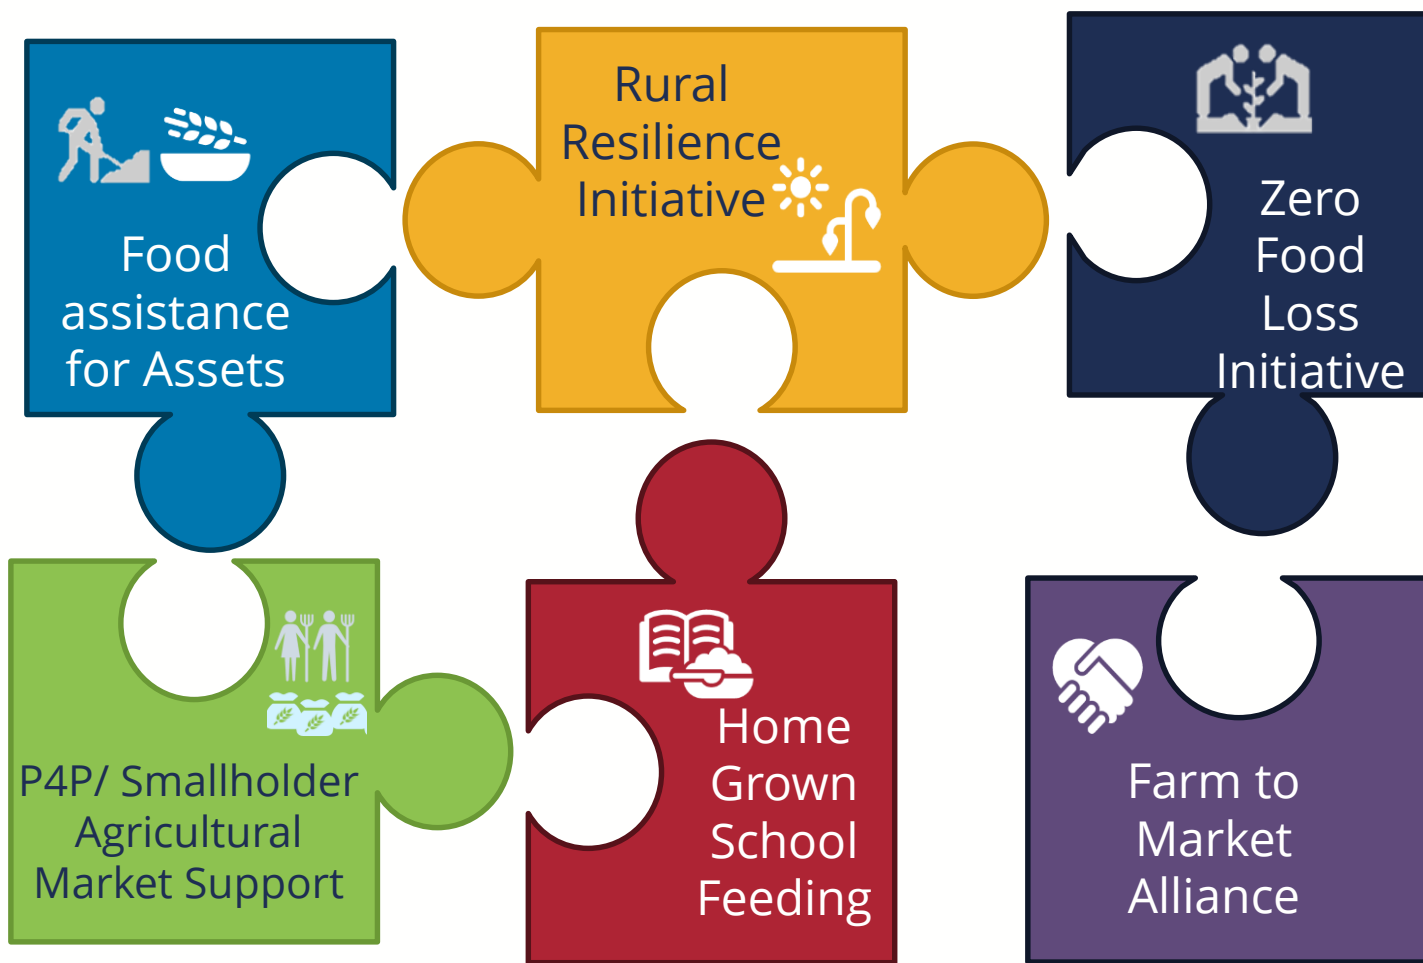 Food
assistance
for Assets
Rural
Resilience
Initiative
Zero
Food
Loss
Initiative
P4P/ Smallholder
Agricultural
Market Support
Home
Grown
School
Feeding
Farm to
Market
Alliance